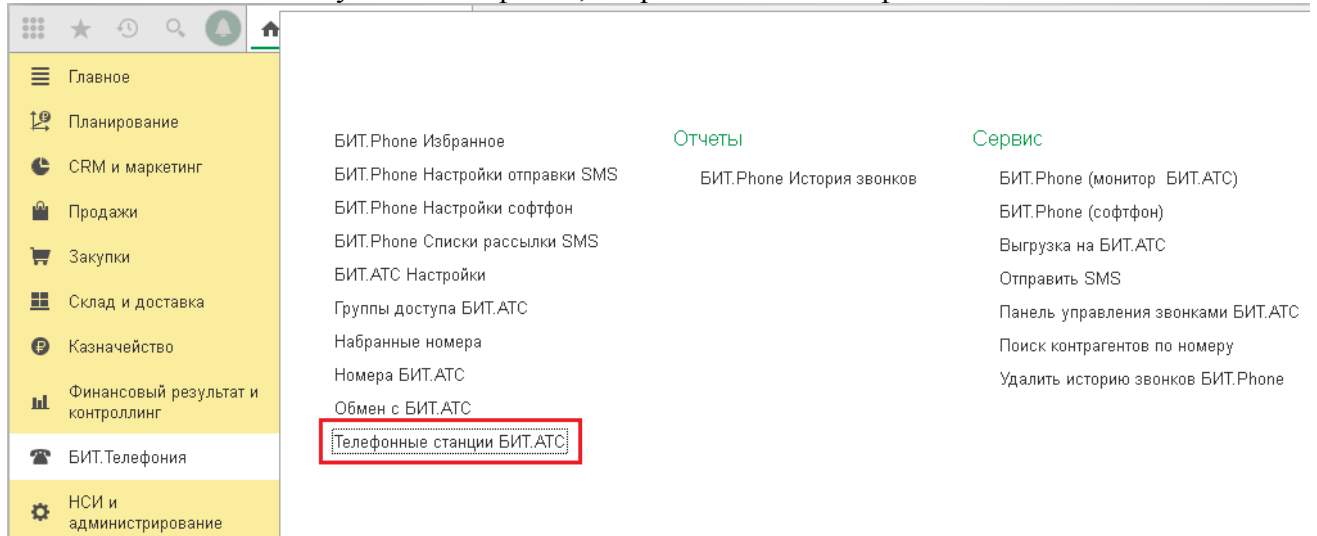 Главное
Планирование
CRM и маркетинг
Продажи
Закупки
Склад и доставка
Казначейство
Финансовый результат и
контроллинг
БИТ.Телефония
НСИ и
администрирование
БИТ.Phone Избранное
БИТ.Phone Настройки отправки SMS
БИТ.Phone Настройки софтфон
БИТ.Phone Списки рассылки SMS
БИТ.АТС Настройки
Группы доступа БИТ.АТС
Набранные номера
Номера БИТ.АТС
Обмен с БИТ.АТС
Телефонные станции БИТ.АТС
Отчеты
БИТ.Phone История звонков
Сервис
БИТ.Phone (монитор БИТ.АТС)
БИТ.Phone (софтфон)
Выгрузка на БИТ.АТС
Отправить SMS
Панель управления звонками БИТ.АТС
Поиск контрагентов по номеру
Удалить историю звонков БИТ.Phone